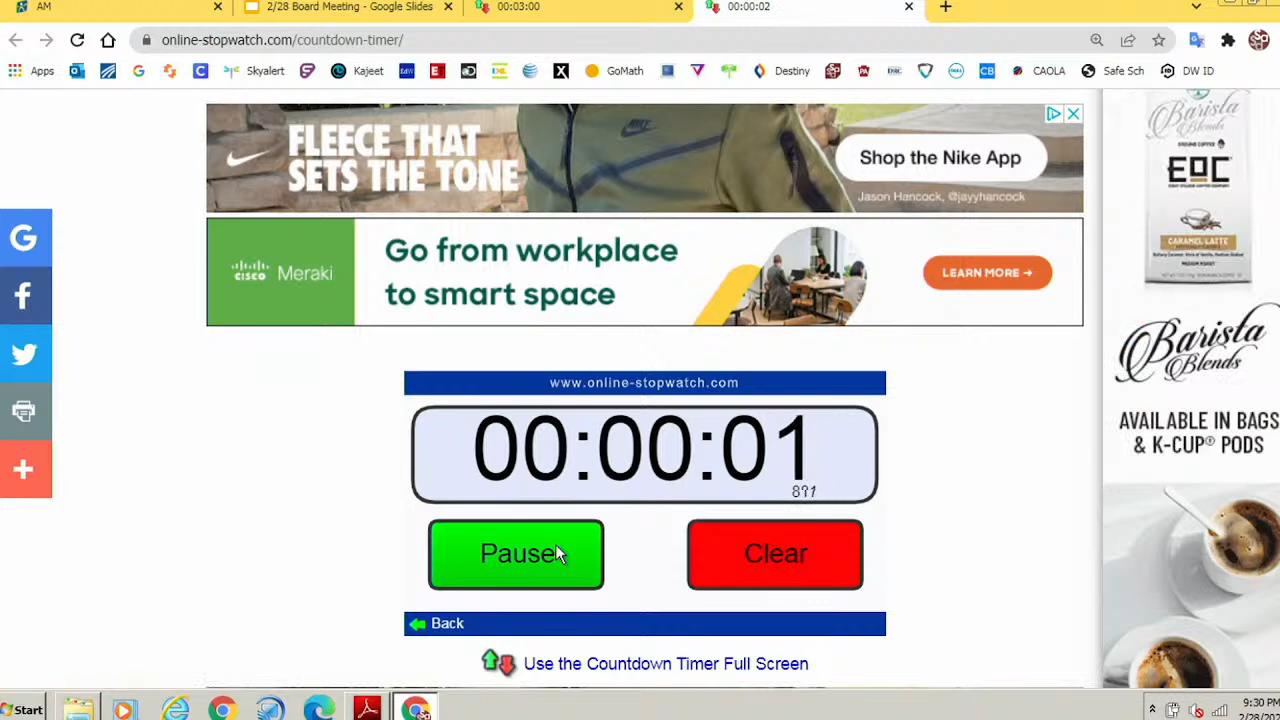 AM
2/28 Board Meeting - Google Slides
00:03:00
00:00:02
online-stopwatch.com/countdown-timer/
Apps
Skyalert
Kajeet
GoMath
Destiny
CAOLA
Safe Sch
DW ID
FLEECE THAT
SETS THE TONE
Shop the Nike App
Jason Hancock, @jayyhancock
CISCO Meraki
Go from workplace
to smart space
LEARN MORE →
www.online-stopwatch.com
00:00:01
Pause
Clear
Back
Use the Countdown Timer Full Screen
Barista
Blends
EOC
CARAMEL LATTE
Barista
Blends
AVAILABLE IN BAGS
& K-CUP® PODS
Start
9:30 PM